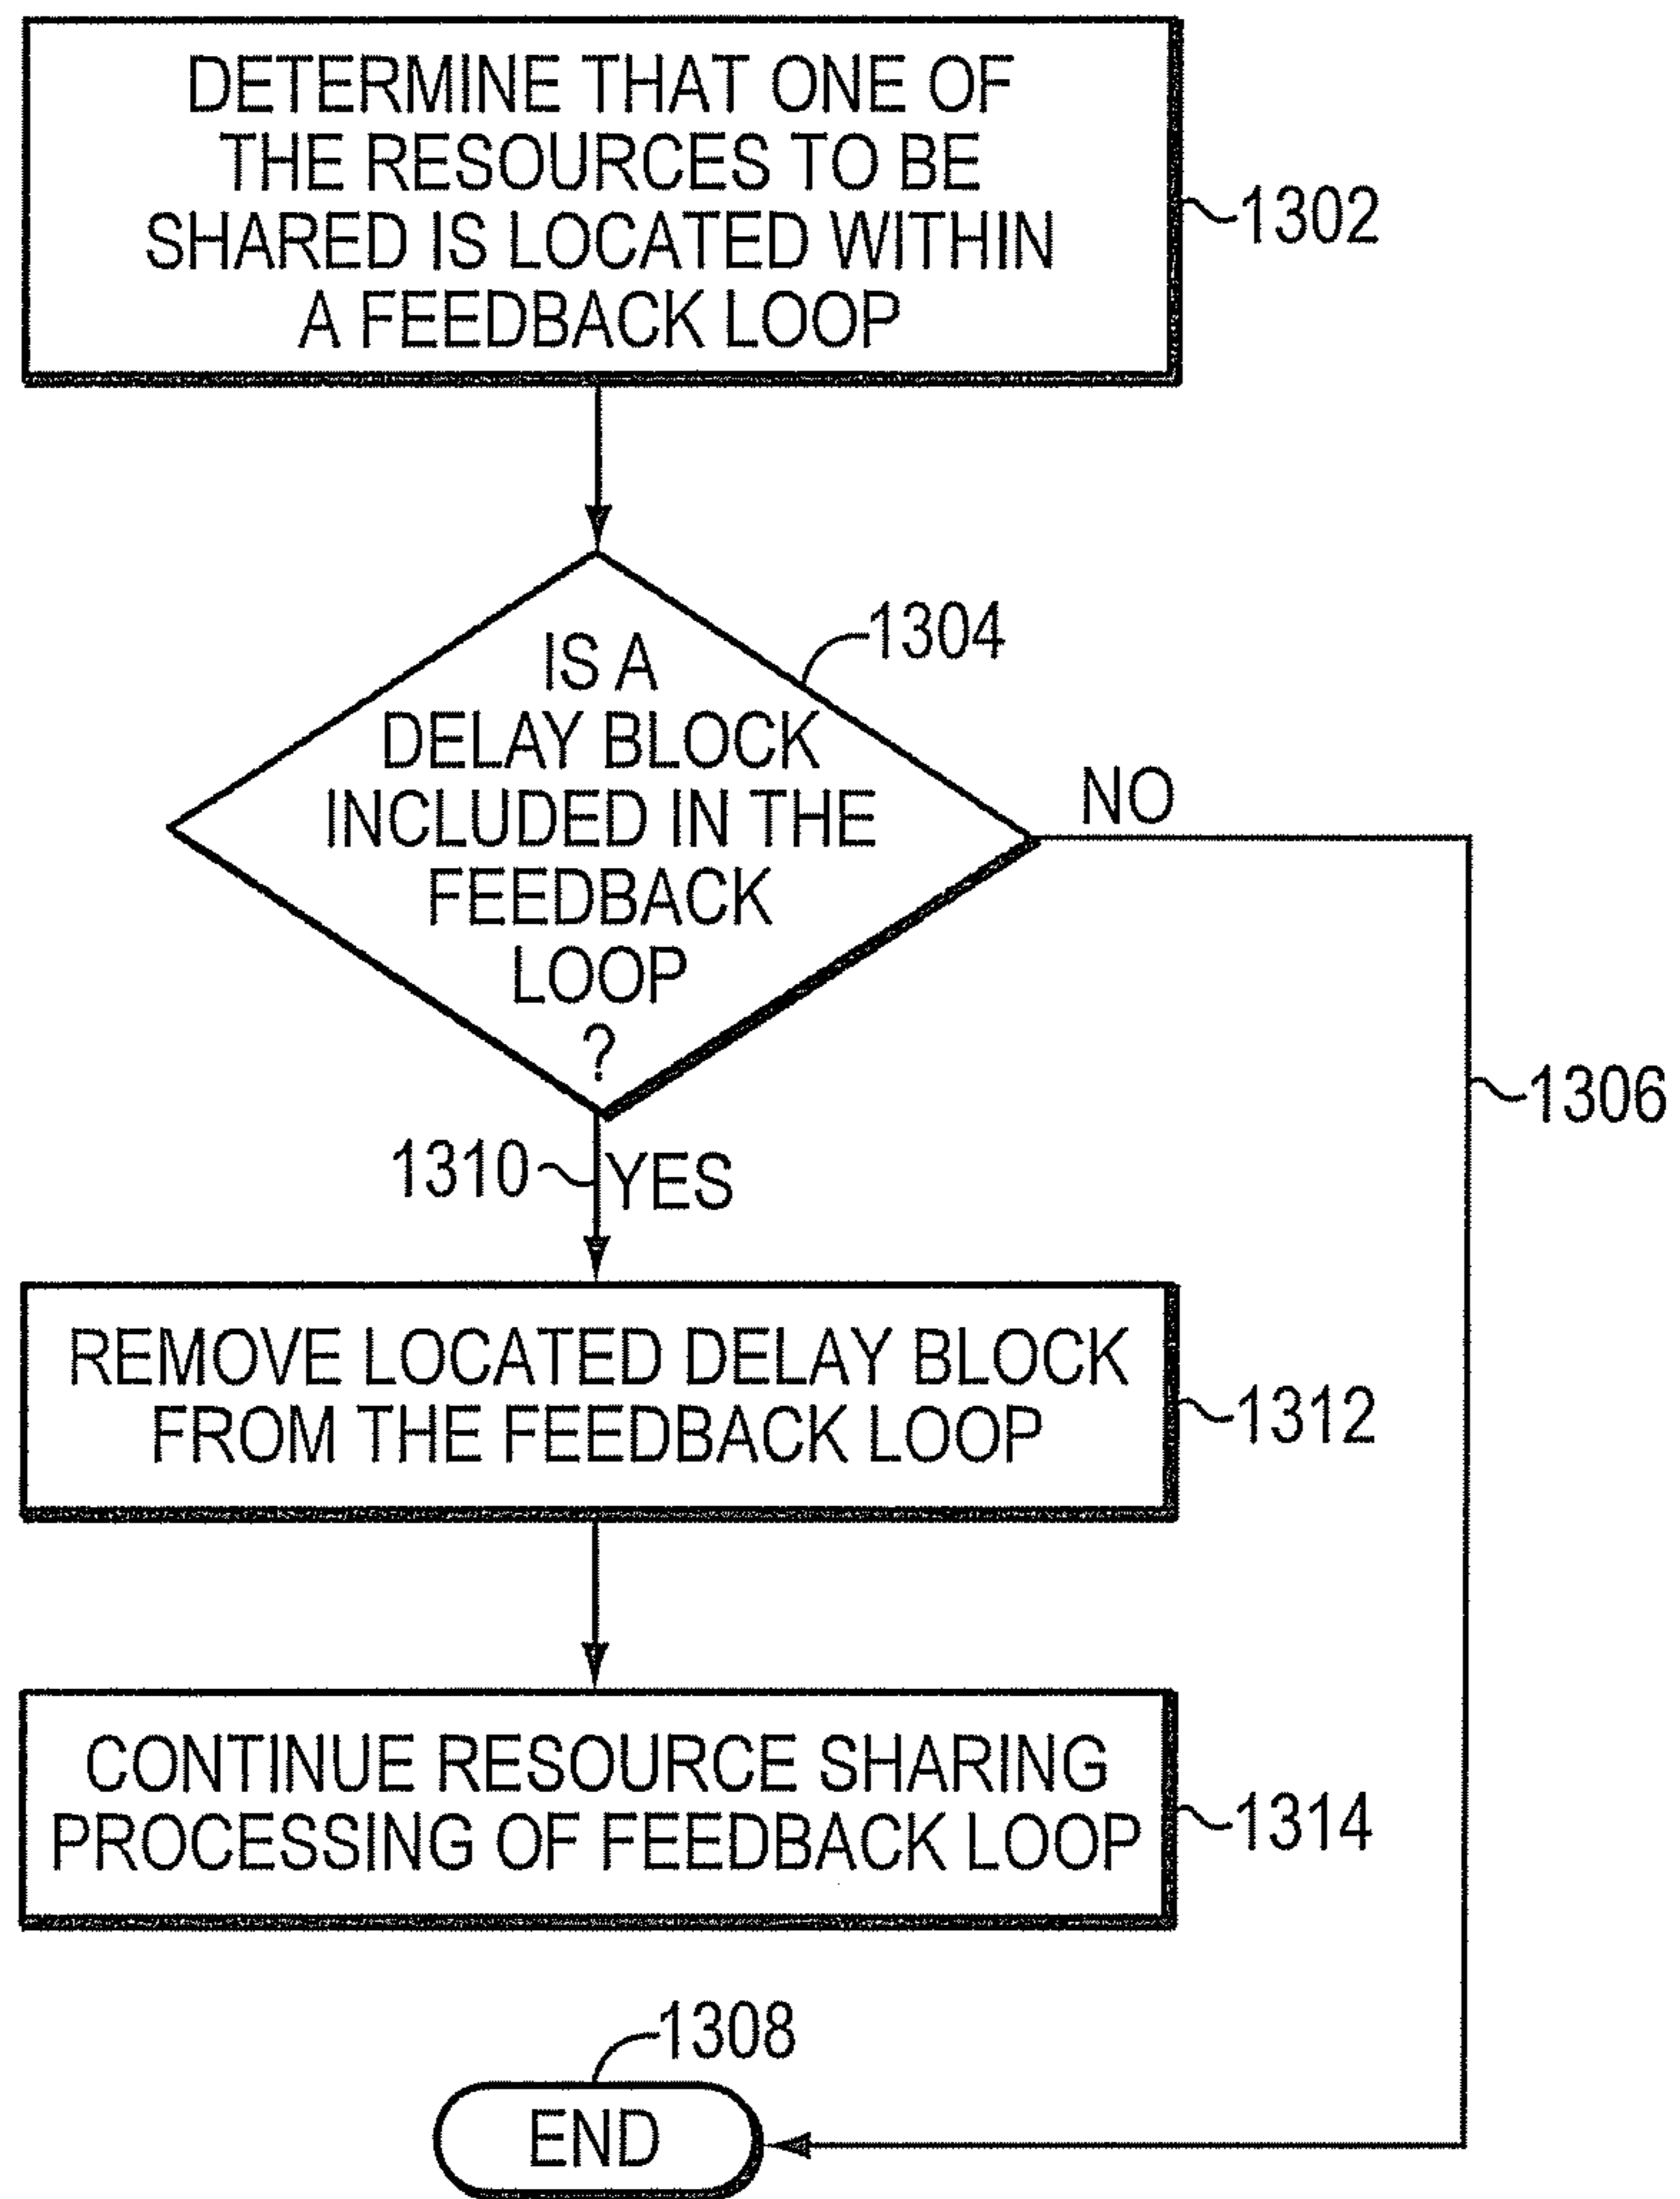 DETERMINE THAT ONE OF
THE RESOURCES TO BE
SHARED IS LOCATED WITHIN
A FEEDBACK LOOP
1302
1304
IS A
DELAY BLOCK
INCLUDED IN THE
FEEDBACK
LOOP
?
NO
1306
1310
YES
REMOVE LOCATED DELAY BLOCK
FROM THE FEEDBACK LOOP
1312
CONTINUE RESOURCE SHARING
PROCESSING OF FEEDBACK LOOP
1314
1308
END